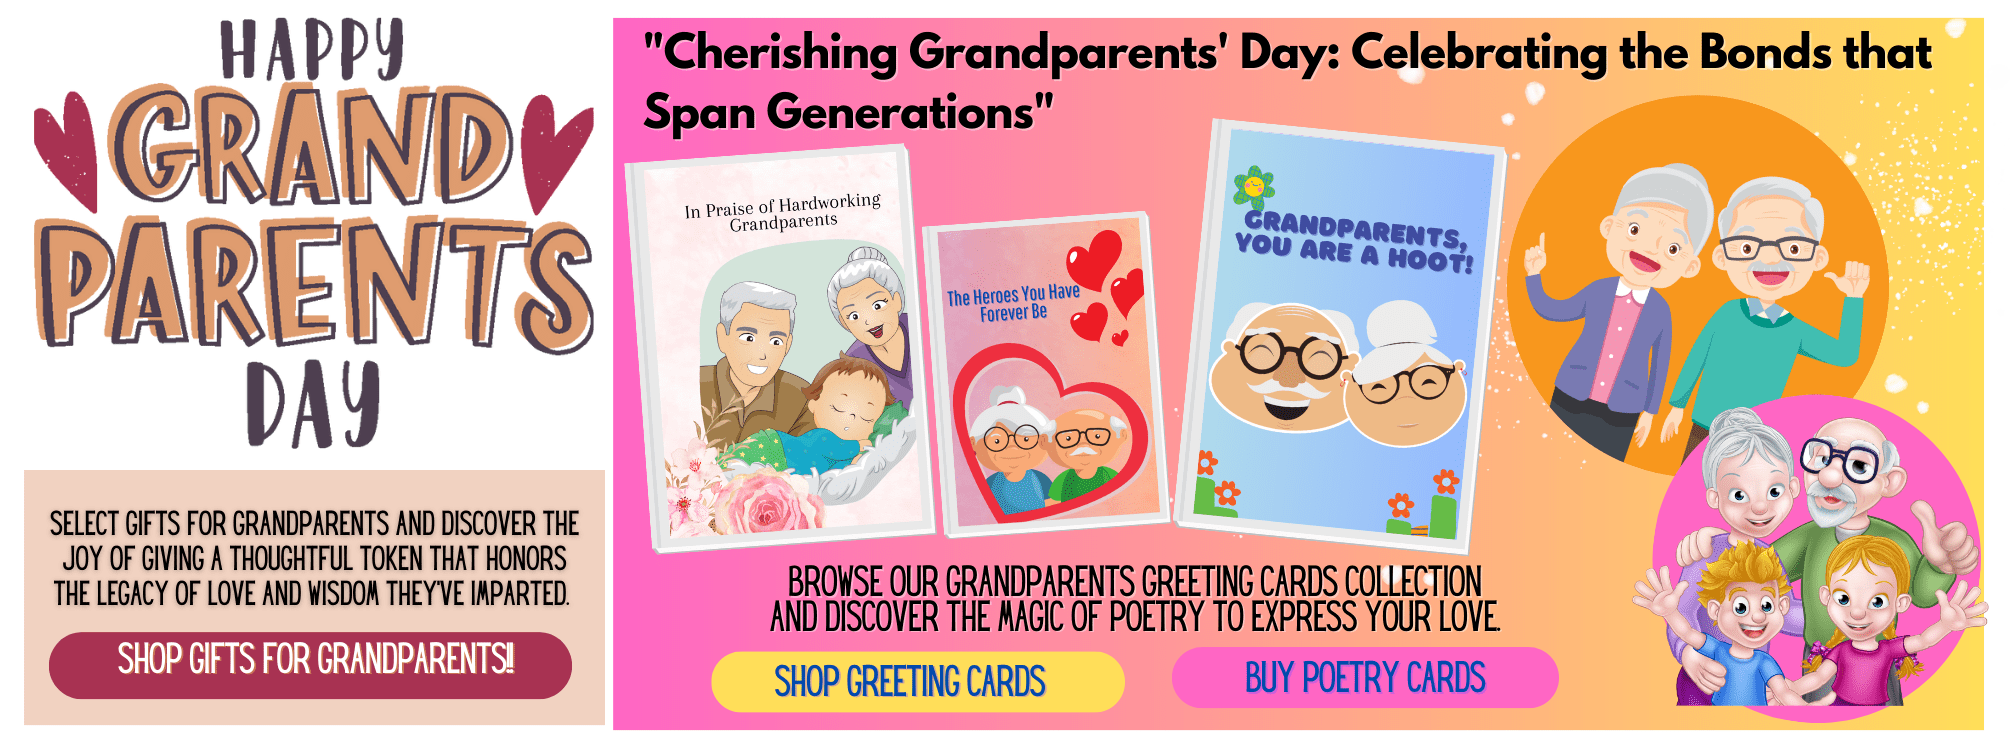 HAPPY
GRAND
PARENTS
DAY
SELECT GIFTS FOR GRANDPARENTS AND DISCOVER THE
JOY OF GIVING A THOUGHTFUL TOKEN THAT HONORS
THE LEGACY OF LOVE AND WISDOM THEY'VE IMPARTED.
SHOP GIFTS FOR GRANDPARENTS!!
"Cherishing Grandparents' Day: Celebrating the Bonds that
Span Generations"
In Praise of Hardworking
Grandparents
The Heroes You Have
Forever Be
GRANDPARENTS,
YOU ARE A HOOT!
BROWSE OUR GRANDPARENTS GREETING CARDS COLLECTION
AND DISCOVER THE MAGIC OF POETRY TO EXPRESS YOUR LOVE.
SHOP GREETING CARDS
BUY POETRY CARDS